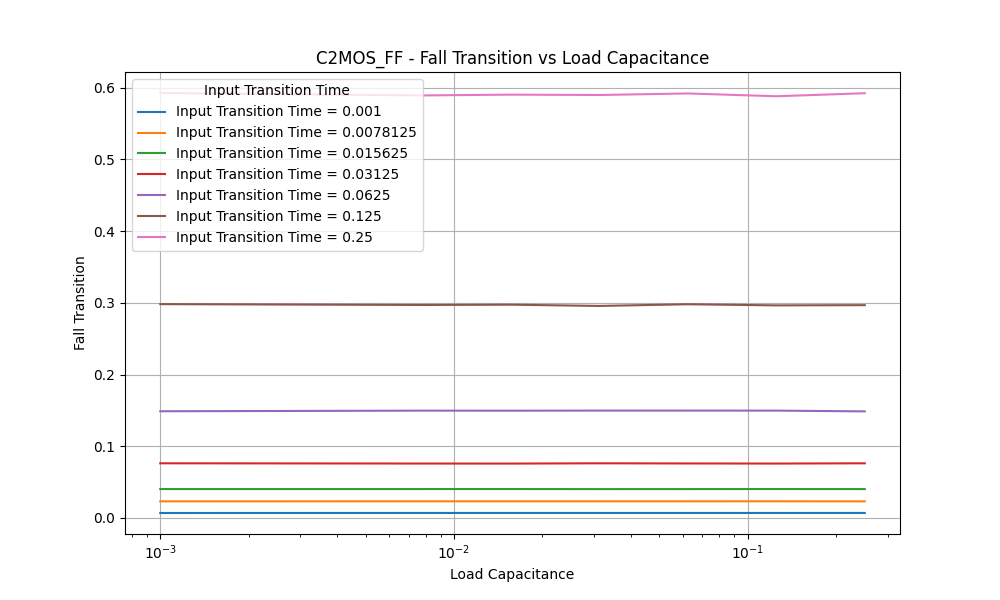 C2MOS_FF - Fall Transition vs Load Capacitance
Fall Transition
0.6
0.5
0.4
0.3
0.2
0.1
0.0
Input Transition Time
Input Transition Time = 0.001
Input Transition Time = 0.0078125
Input Transition Time = 0.015625
Input Transition Time = 0.03125
Input Transition Time = 0.0625
Input Transition Time = 0.125
Input Transition Time = 0.25
10⁻³ 10⁻² 10⁻¹
Load Capacitance